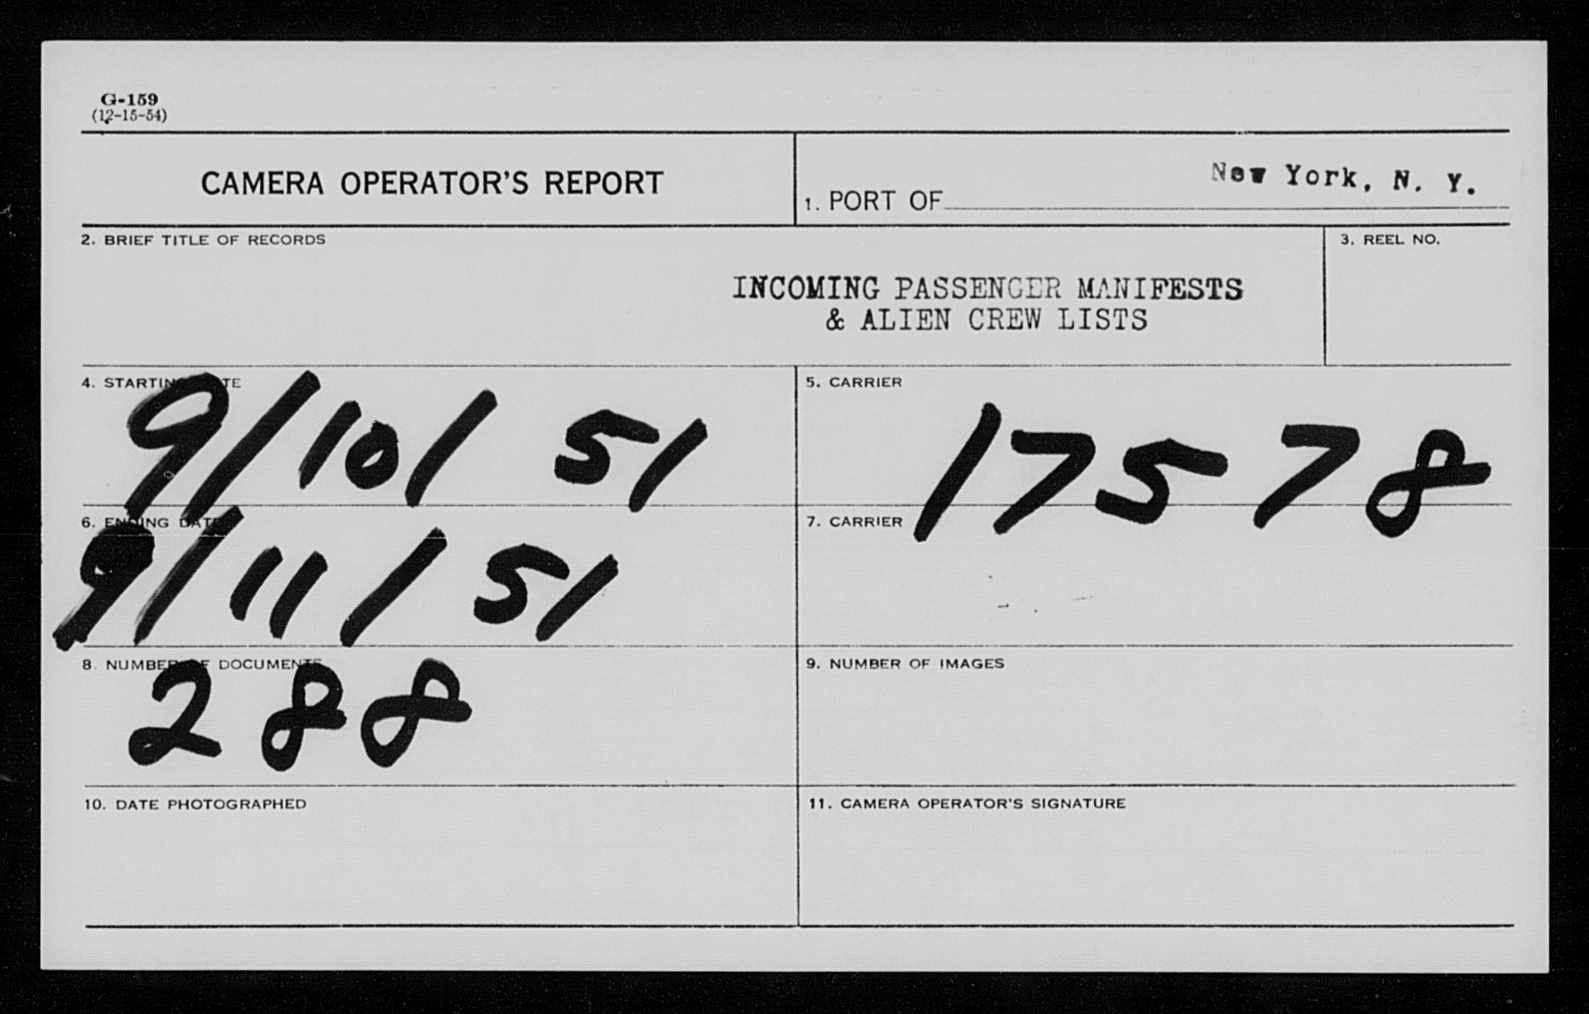 G-159
(12-15-54)
CAMERA OPERATOR'S REPORT
1. PORT OF New York, N. Y.
2. BRIEF TITLE OF RECORDS
3. REEL NO.
INCOMING PASSENGER MANIFESTS
& ALIEN CREW LISTS
4. STARTING DATE
9/10/51
5. CARRIER
17578
6. ENDING DATE
9/11/51
7. CARRIER
8. NUMBER OF DOCUMENTS
288
9. NUMBER OF IMAGES
10. DATE PHOTOGRAPHED
11. CAMERA OPERATOR'S SIGNATURE